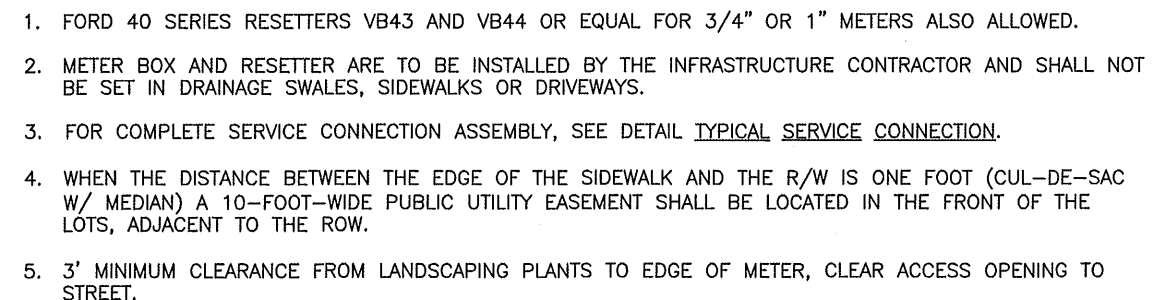 1. FORD 40 SERIES RESETTERS VB43 AND VB44 OR EQUAL FOR 3/4" OR 1" METERS ALSO ALLOWED.
2. METER BOX AND RESETTER ARE TO BE INSTALLED BY THE INFRASTRUCTURE CONTRACTOR AND SHALL NOT
BE SET IN DRAINAGE SWALES, SIDEWALKS OR DRIVEWAYS.
3. FOR COMPLETE SERVICE CONNECTION ASSEMBLY, SEE DETAIL TYPICAL SERVICE CONNECTION.
4. WHEN THE DISTANCE BETWEEN THE EDGE OF THE SIDEWALK AND THE R/W IS ONE FOOT (CUL-DE-SAC
W/ MEDIAN) A 10-FOOT-WIDE PUBLIC UTILITY EASEMENT SHALL BE LOCATED IN THE FRONT OF THE
LOTS, ADJACENT TO THE ROW.
5. 3' MINIMUM CLEARANCE FROM LANDSCAPING PLANTS TO EDGE OF METER, CLEAR ACCESS OPENING TO
STREET.